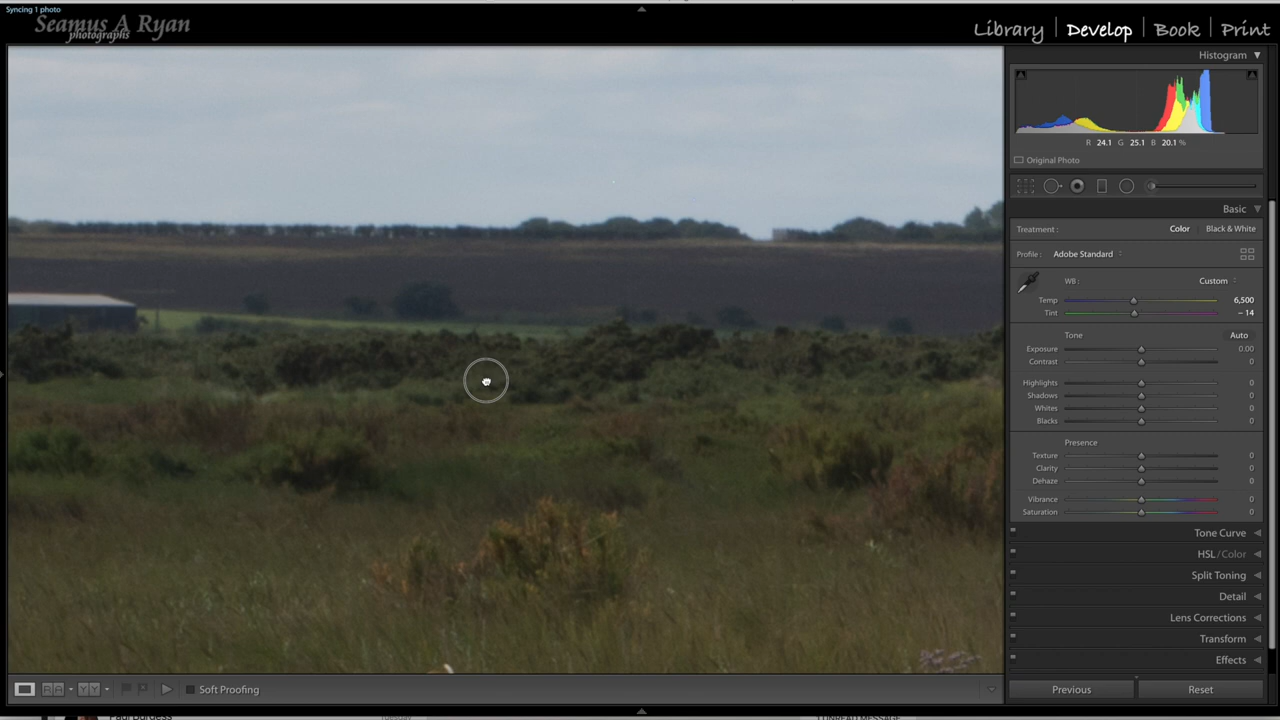 Syncing 1 photo
Seamus A Ryan
photographs
Library | Develop | Book | Print
Histogram
R 24.1 G 25.1 B 20.1 %
Original Photo
Basic
Treatment : Color Black & White
Profile : Adobe Standard
WB : Custom
Temp 6,500
Tint – 14
Tone Auto
Exposure 0.00
Contrast 0
Highlights 0
Shadows 0
Whites 0
Blacks 0
Presence
Texture 0
Clarity 0
Dehaze 0
Vibrance 0
Saturation 0
Tone Curve
HSL / Color
Split Toning
Detail
Lens Corrections
Transform
Effects
Soft Proofing
Previous Reset